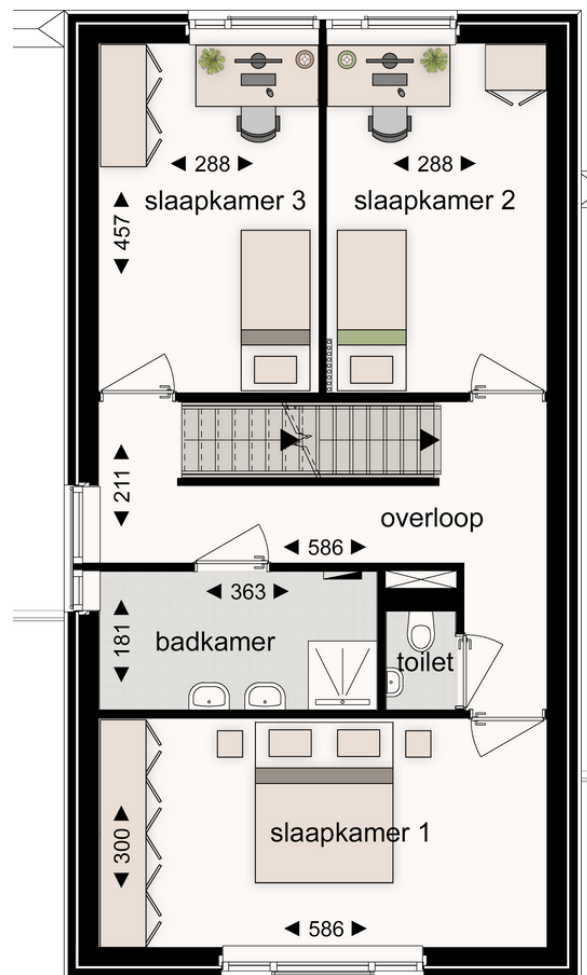 288
288
slaapkamer 3
slaapkamer 2
457
211
overloop
586
363
181
badkamer
toilet
300
slaapkamer 1
586